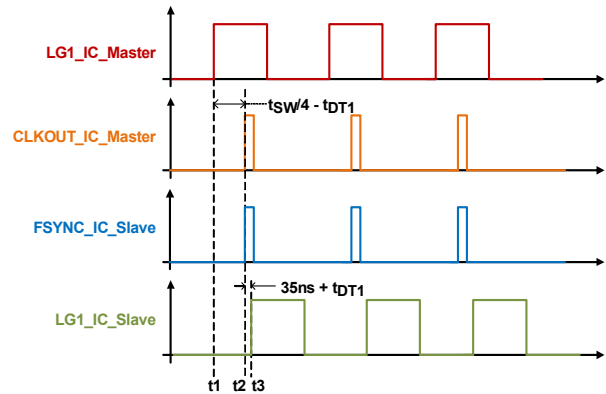 LG1_IC_Master
tSW/4 - tDT1
CLKOUT_IC_Master
FSYNC_IC_Slave
35ns + tDT1
LG1_IC_Slave
t1 t2 t3